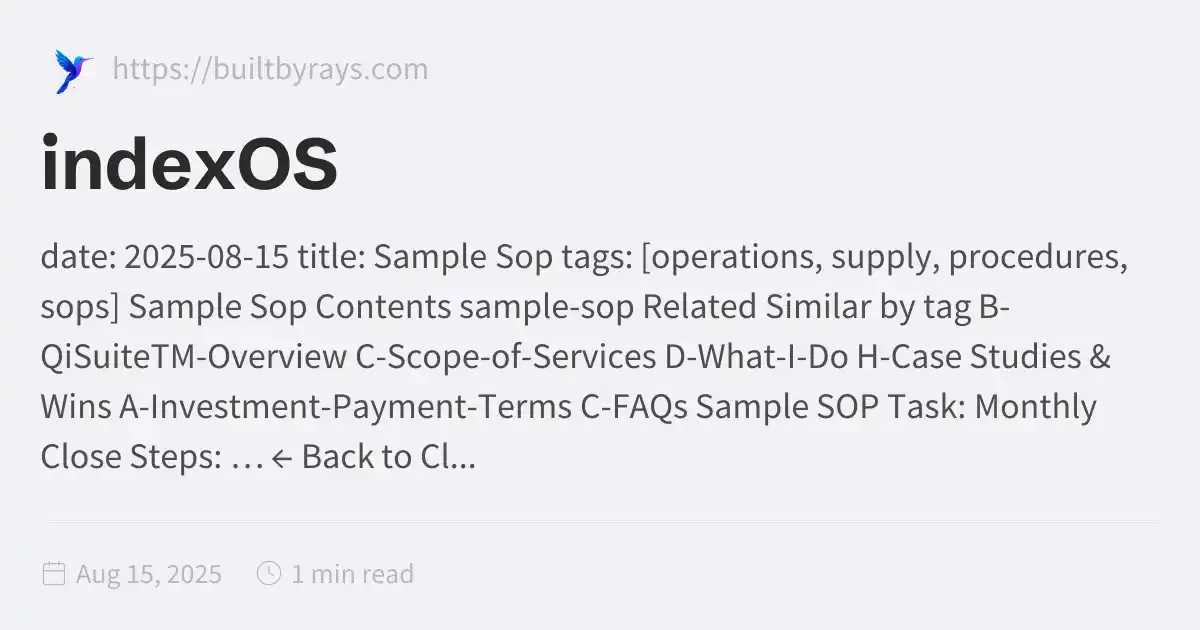 https://builtbyrays.com
indexOS
date: 2025-08-15 title: Sample Sop tags: [operations, supply, procedures,
sops] Sample Sop Contents sample-sop Related Similar by tag B-
QiSuiteTM-Overview C-Scope-of-Services D-What-I-Do H-Case Studies &
Wins A-Investment-Payment-Terms C-FAQs Sample SOP Task: Monthly
Close Steps: … ← Back to Cl...
Aug 15, 2025 1 min read